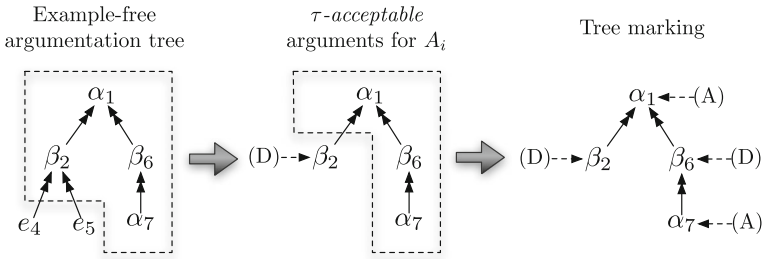 Example-free
argumentation tree
τ-acceptable
arguments for Aᵢ
Tree marking
α₁
β₂ β₆
e₄ e₅ α₇
α₁
(D) β₂ β₆
α₇
α₁ (A)
(D) β₂ β₆ (D)
α₇ (A)